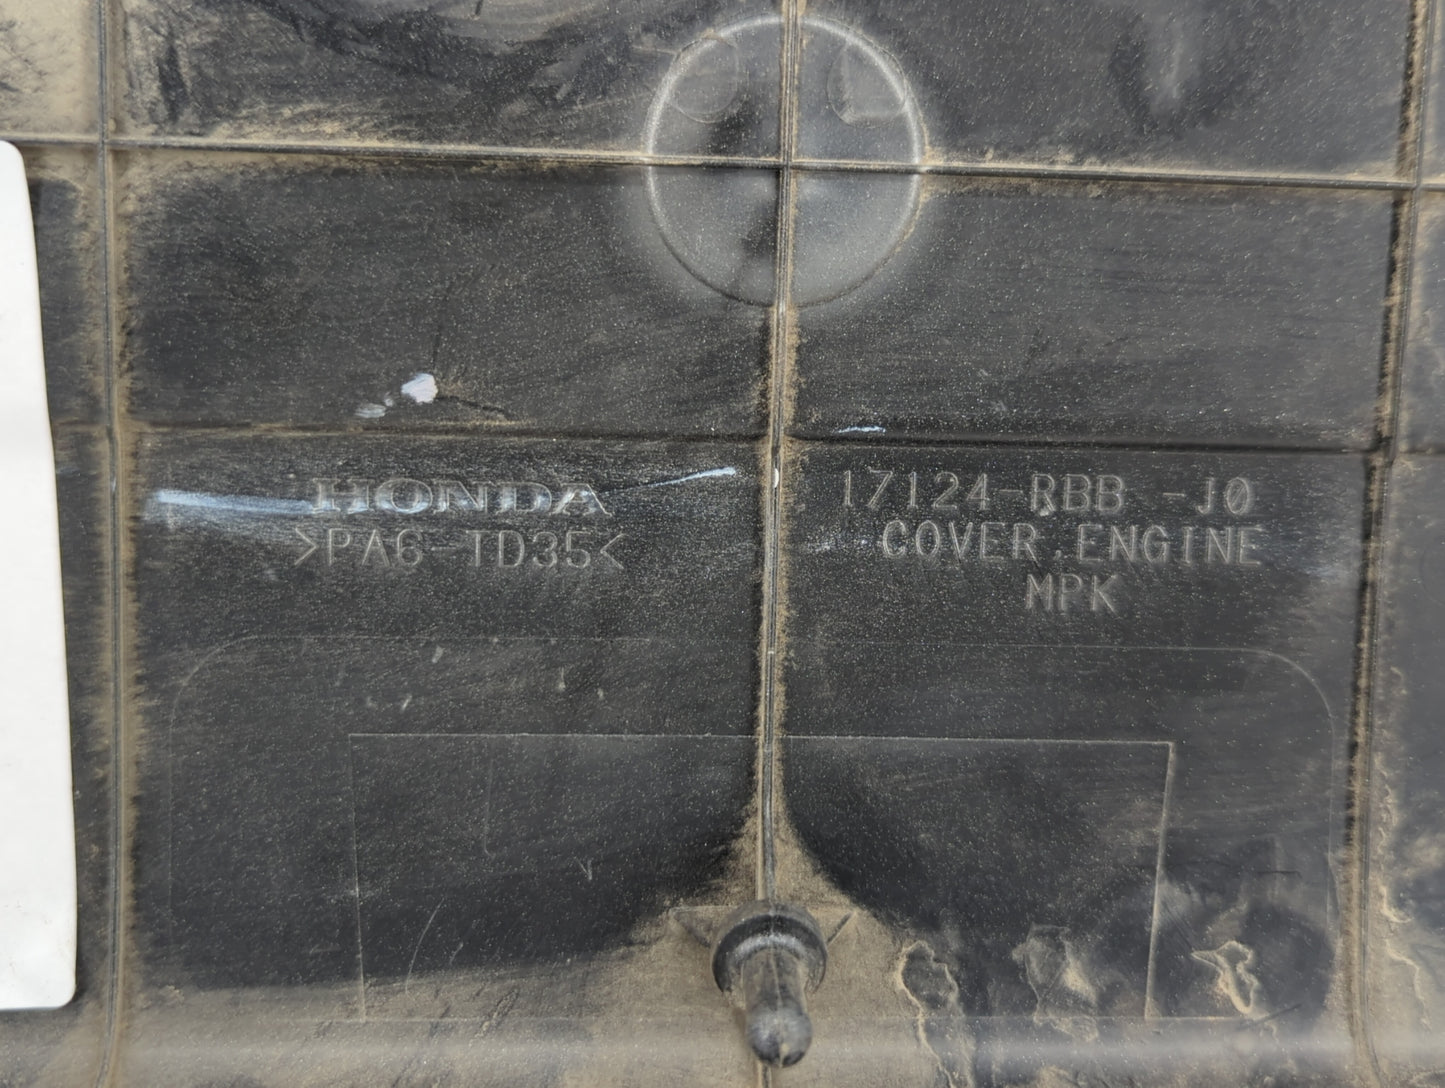 HONDA
>PA6-TD35<
17124-RBB -J0
COVER,ENGINE
MPK